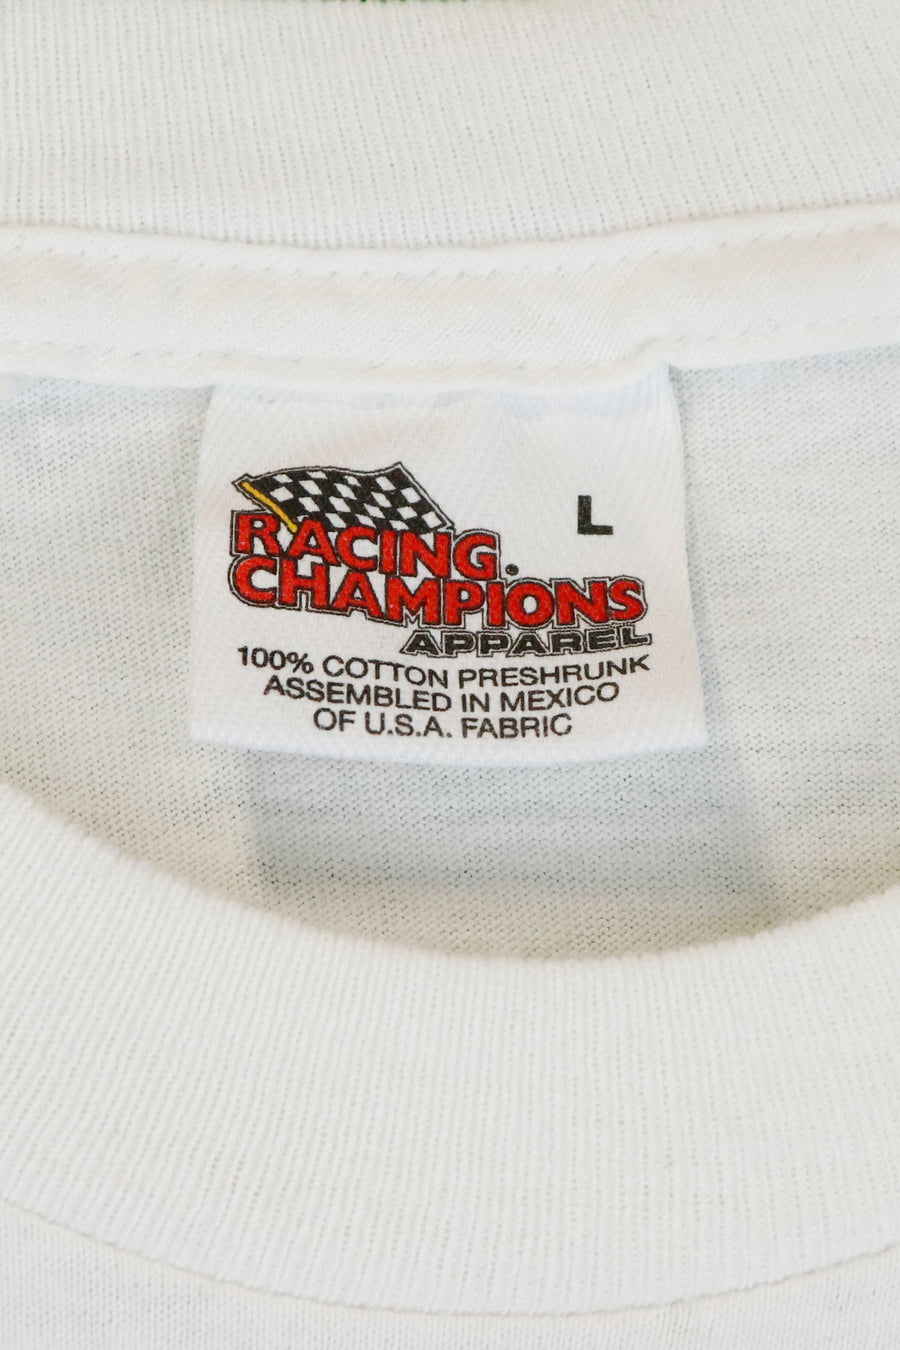 L
RACING
CHAMPIONS
APPAREL
100% COTTON PRESHRUNK
ASSEMBLED IN MEXICO
OF U.S.A. FABRIC